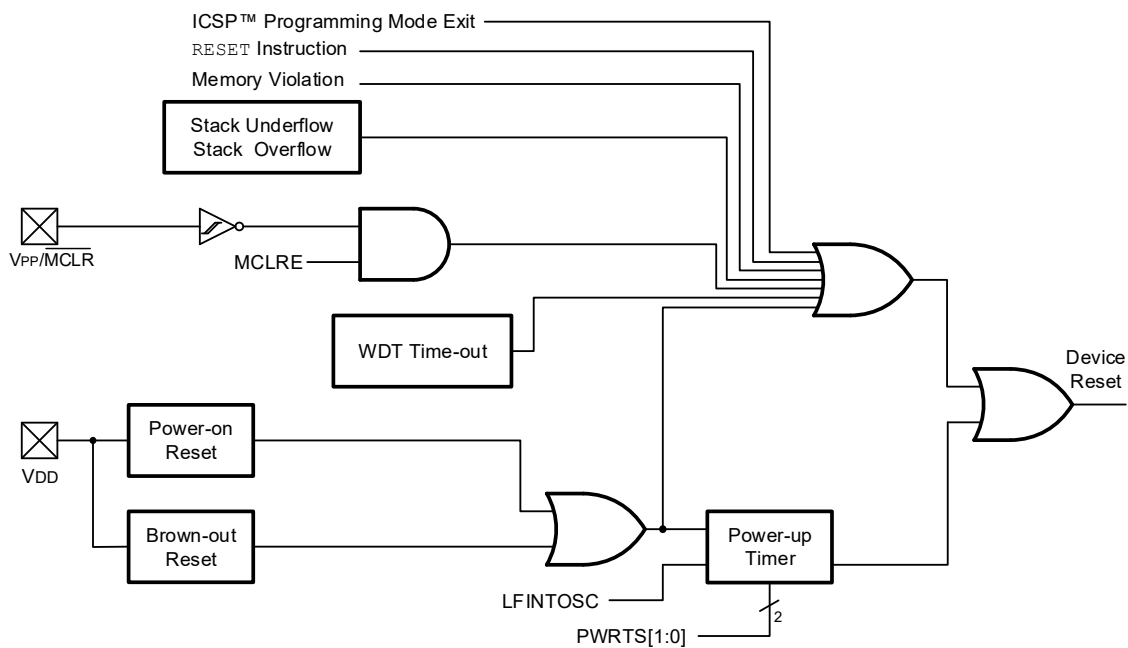 ICSP™ Programming Mode Exit
RESET Instruction
Memory Violation
Stack Underflow
Stack Overflow
VPP/MCLR
MCLRE
WDT Time-out
Device
Reset
Power-on
Reset
VDD
Brown-out
Reset
Power-up
Timer
LFINTOSC
2
PWRTS[1:0]